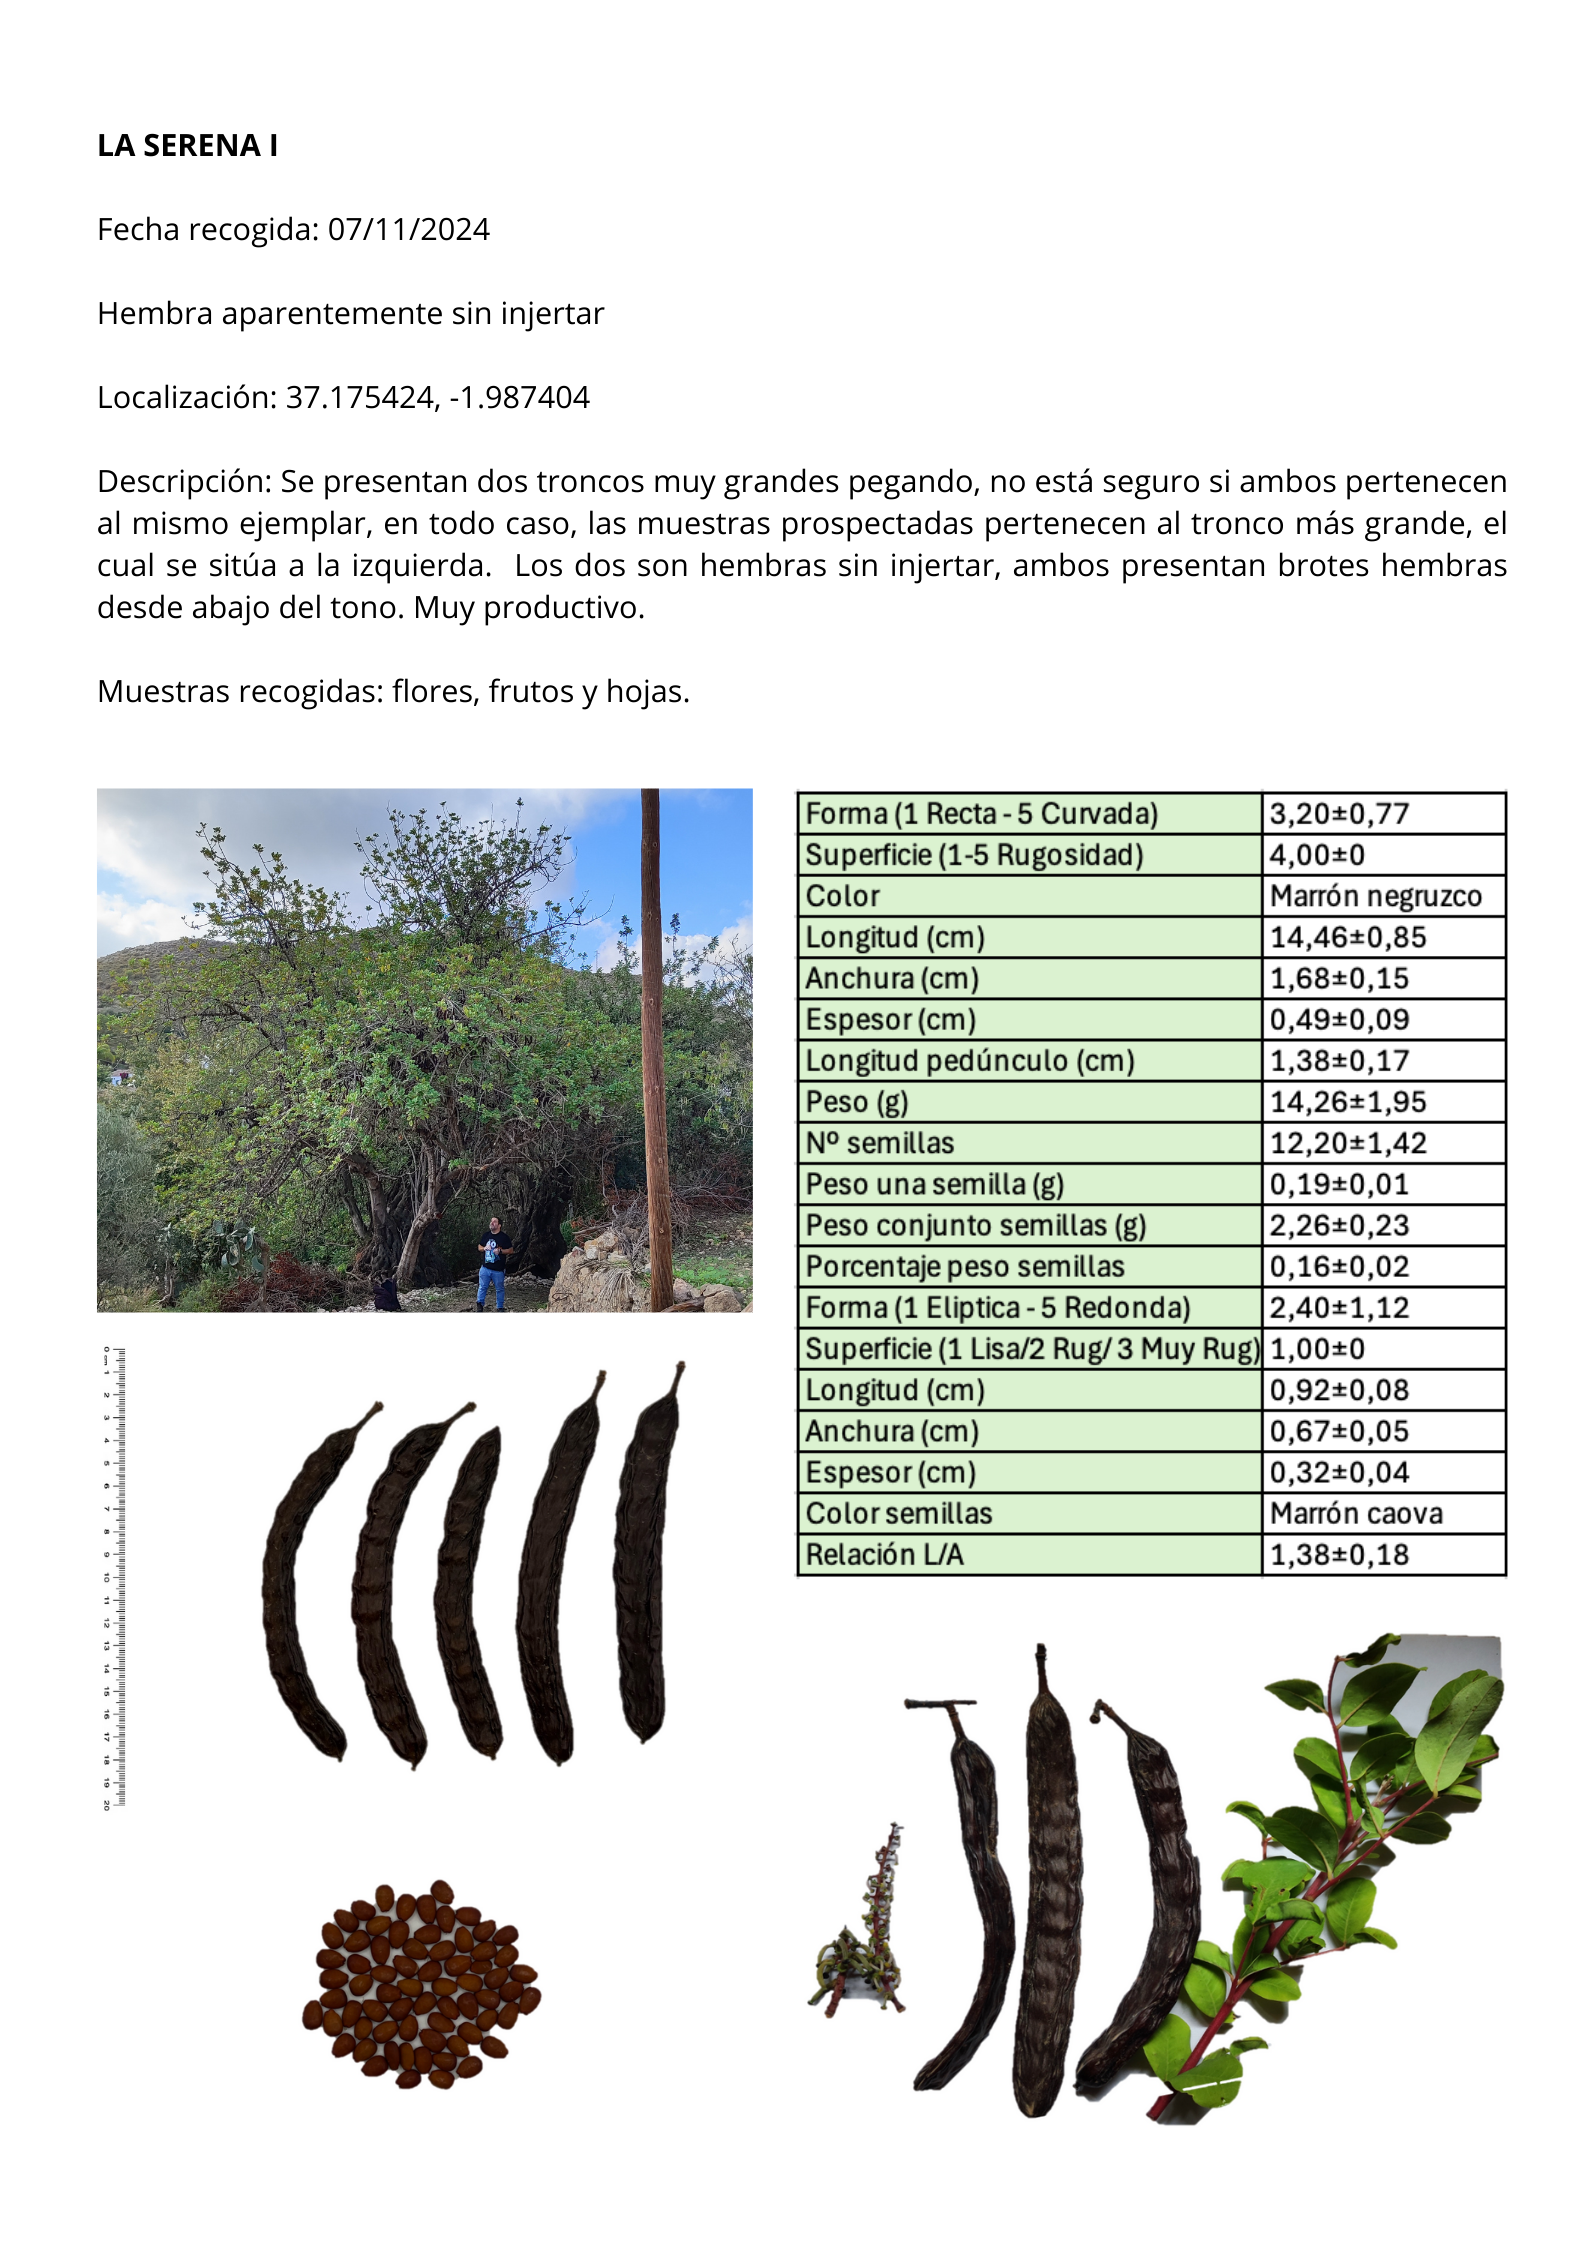 LA SERENA I
Fecha recogida: 07/11/2024
Hembra aparentemente sin injertar
Localización: 37.175424, -1.987404
Descripción: Se presentan dos troncos muy grandes pegando, no está seguro si ambos pertenecen
al mismo ejemplar, en todo caso, las muestras prospectadas pertenecen al tronco más grande, el
cual se sitúa a la izquierda.  Los dos son hembras sin injertar, ambos presentan brotes hembras
desde abajo del tono. Muy productivo.
Muestras recogidas: flores, frutos y hojas.
Forma (1 Recta - 5 Curvada) 3,20±0,77
Superficie (1-5 Rugosidad) 4,00±0
Color Marrón negruzco
Longitud (cm) 14,46±0,85
Anchura (cm) 1,68±0,15
Espesor (cm) 0,49±0,09
Longitud pedúnculo (cm) 1,38±0,17
Peso (g) 14,26±1,95
Nº semillas 12,20±1,42
Peso una semilla (g) 0,19±0,01
Peso conjunto semillas (g) 2,26±0,23
Porcentaje peso semillas 0,16±0,02
Forma (1 Eliptica - 5 Redonda) 2,40±1,12
Superficie (1 Lisa/2 Rug/ 3 Muy Rug) 1,00±0
Longitud (cm) 0,92±0,08
Anchura (cm) 0,67±0,05
Espesor (cm) 0,32±0,04
Color semillas Marrón caova
Relación L/A 1,38±0,18
0 cm 1 2 3 4 5 6 7 8 9 10 11 12 13 14 15 16 17 18 19 20